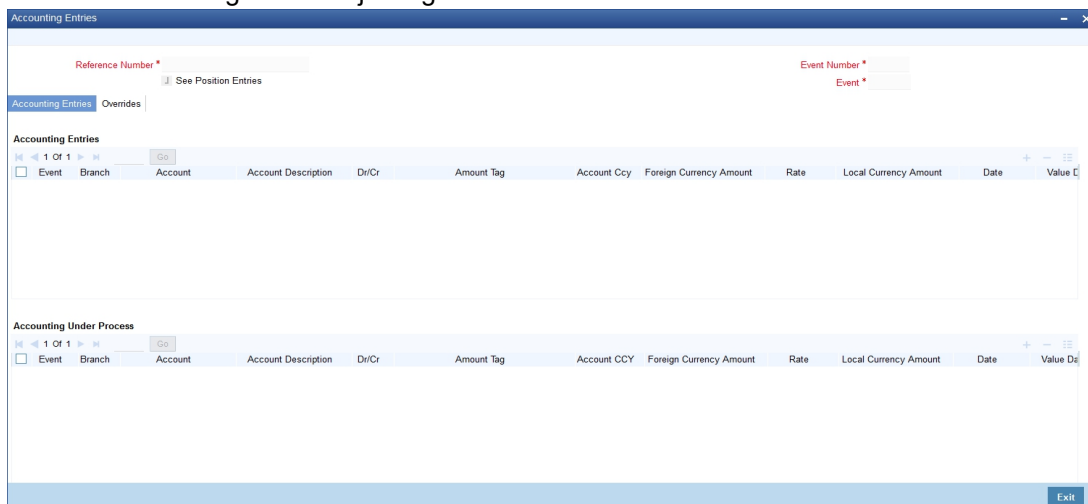 Accounting Entries
Reference Number *
Event Number *
J See Position Entries
Event *
Accounting Entries Overrides
Accounting Entries
1 Of 1 Go
Event Branch Account Account Description Dr/Cr Amount Tag Account Ccy Foreign Currency Amount Rate Local Currency Amount Date Value D
Accounting Under Process
1 Of 1 Go
Event Branch Account Account Description Dr/Cr Amount Tag Account CCY Foreign Currency Amount Rate Local Currency Amount Date Value Da
Exit